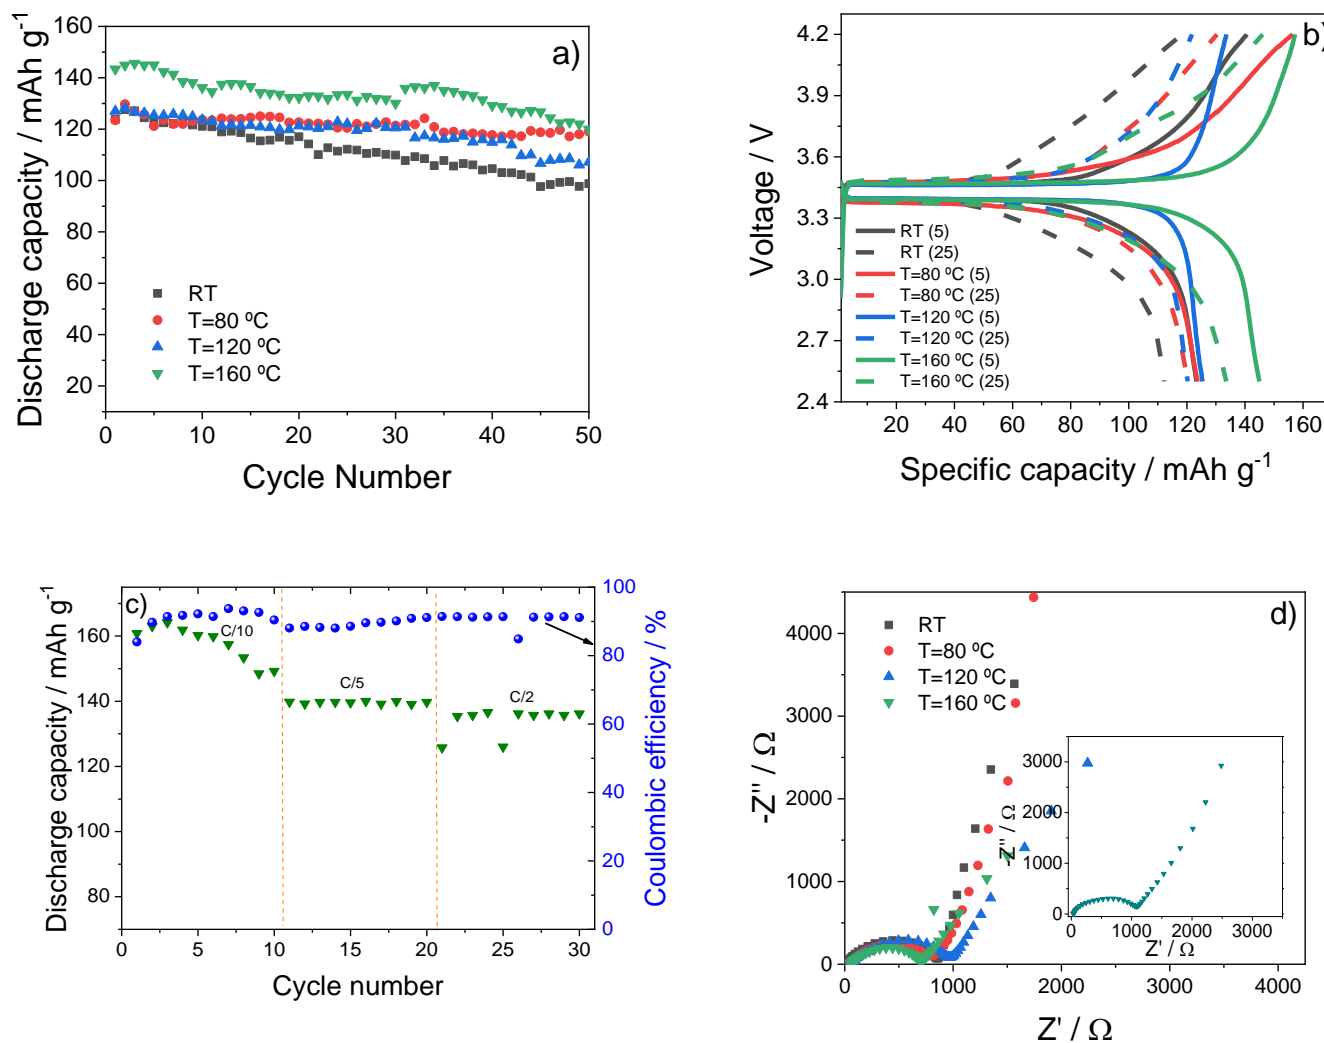 a)
Discharge capacity / mAh g⁻¹
160
140
120
100
80
60
40
20
RT
T=80 ºC
T=120 ºC
T=160 ºC
0 10 20 30 40 50
Cycle Number
b)
Voltage / V
4.2
3.9
3.6
3.3
3.0
2.7
2.4
RT (5)
RT (25)
T=80 ºC (5)
T=80 ºC (25)
T=120 ºC (5)
T=120 ºC (25)
T=160 ºC (5)
T=160 ºC (25)
20 40 60 80 100 120 140 160
Specific capacity / mAh g⁻¹
c)
Discharge capacity / mAh g⁻¹
160
140
120
100
80
C/10
C/5
C/2
100
80
60
40
20
0
Coulombic efficiency / %
0 5 10 15 20 25 30
Cycle number
d)
-Z'' / Ω
4000
3000
2000
1000
0
RT
T=80 ºC
T=120 ºC
T=160 ºC
0 1000 2000 3000 4000
Z' / Ω
-Z'' / Ω
3000
2000
1000
0
0 1000 2000 3000
Z' / Ω